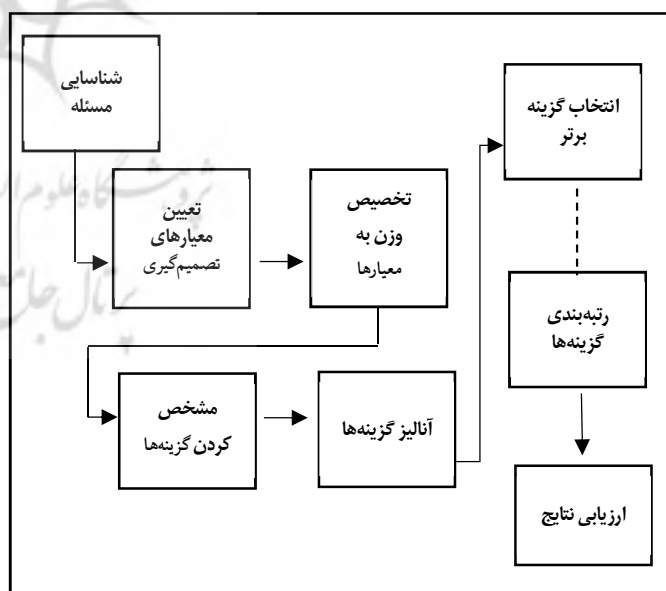 شناسایی
مسئله
تعیین
معیارهای
تصمیم‌گیری
تخصیص
وزن به
معیارها
مشخص
کردن گزینه‌ها
آنالیز گزینه‌ها
انتخاب گزینه
برتر
رتبه‌بندی
گزینه‌ها
ارزیابی نتایج